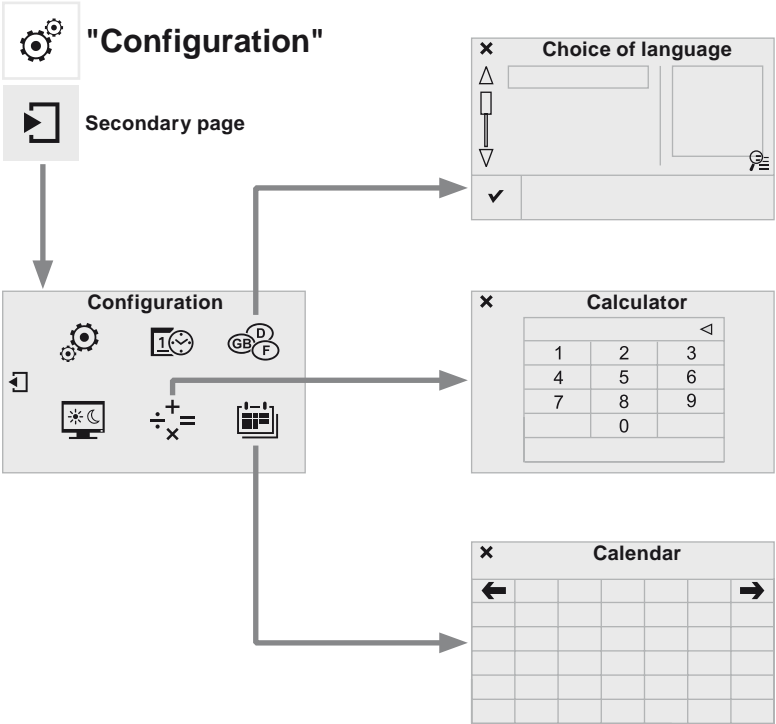 "Configuration"
Secondary page
Choice of language
Configuration
1
GB D F
Calculator
1 2 3
4 5 6
7 8 9
0
Calendar